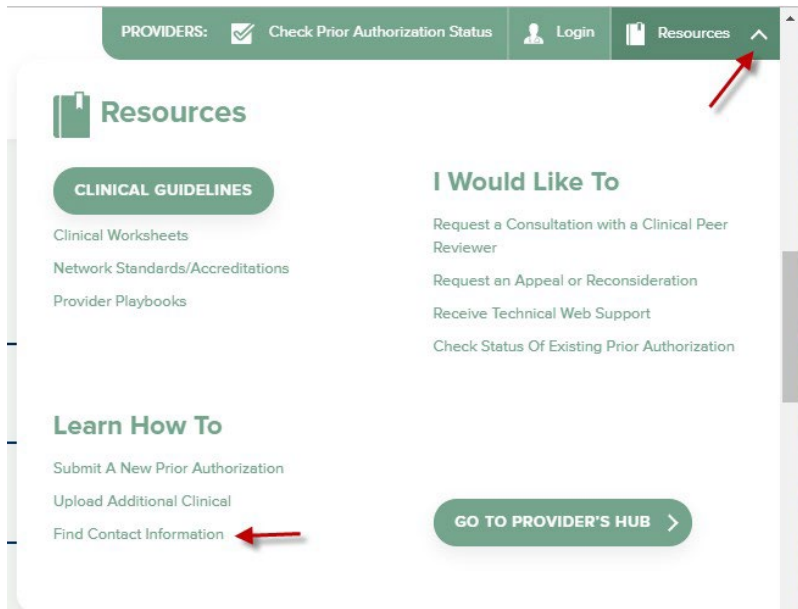 PROVIDERS: Check Prior Authorization Status Login Resources
Resources
CLINICAL GUIDELINES
Clinical Worksheets
Network Standards/Accreditations
Provider Playbooks
I Would Like To
Request a Consultation with a Clinical Peer
Reviewer
Request an Appeal or Reconsideration
Receive Technical Web Support
Check Status Of Existing Prior Authorization
Learn How To
Submit A New Prior Authorization
Upload Additional Clinical
Find Contact Information
GO TO PROVIDER'S HUB